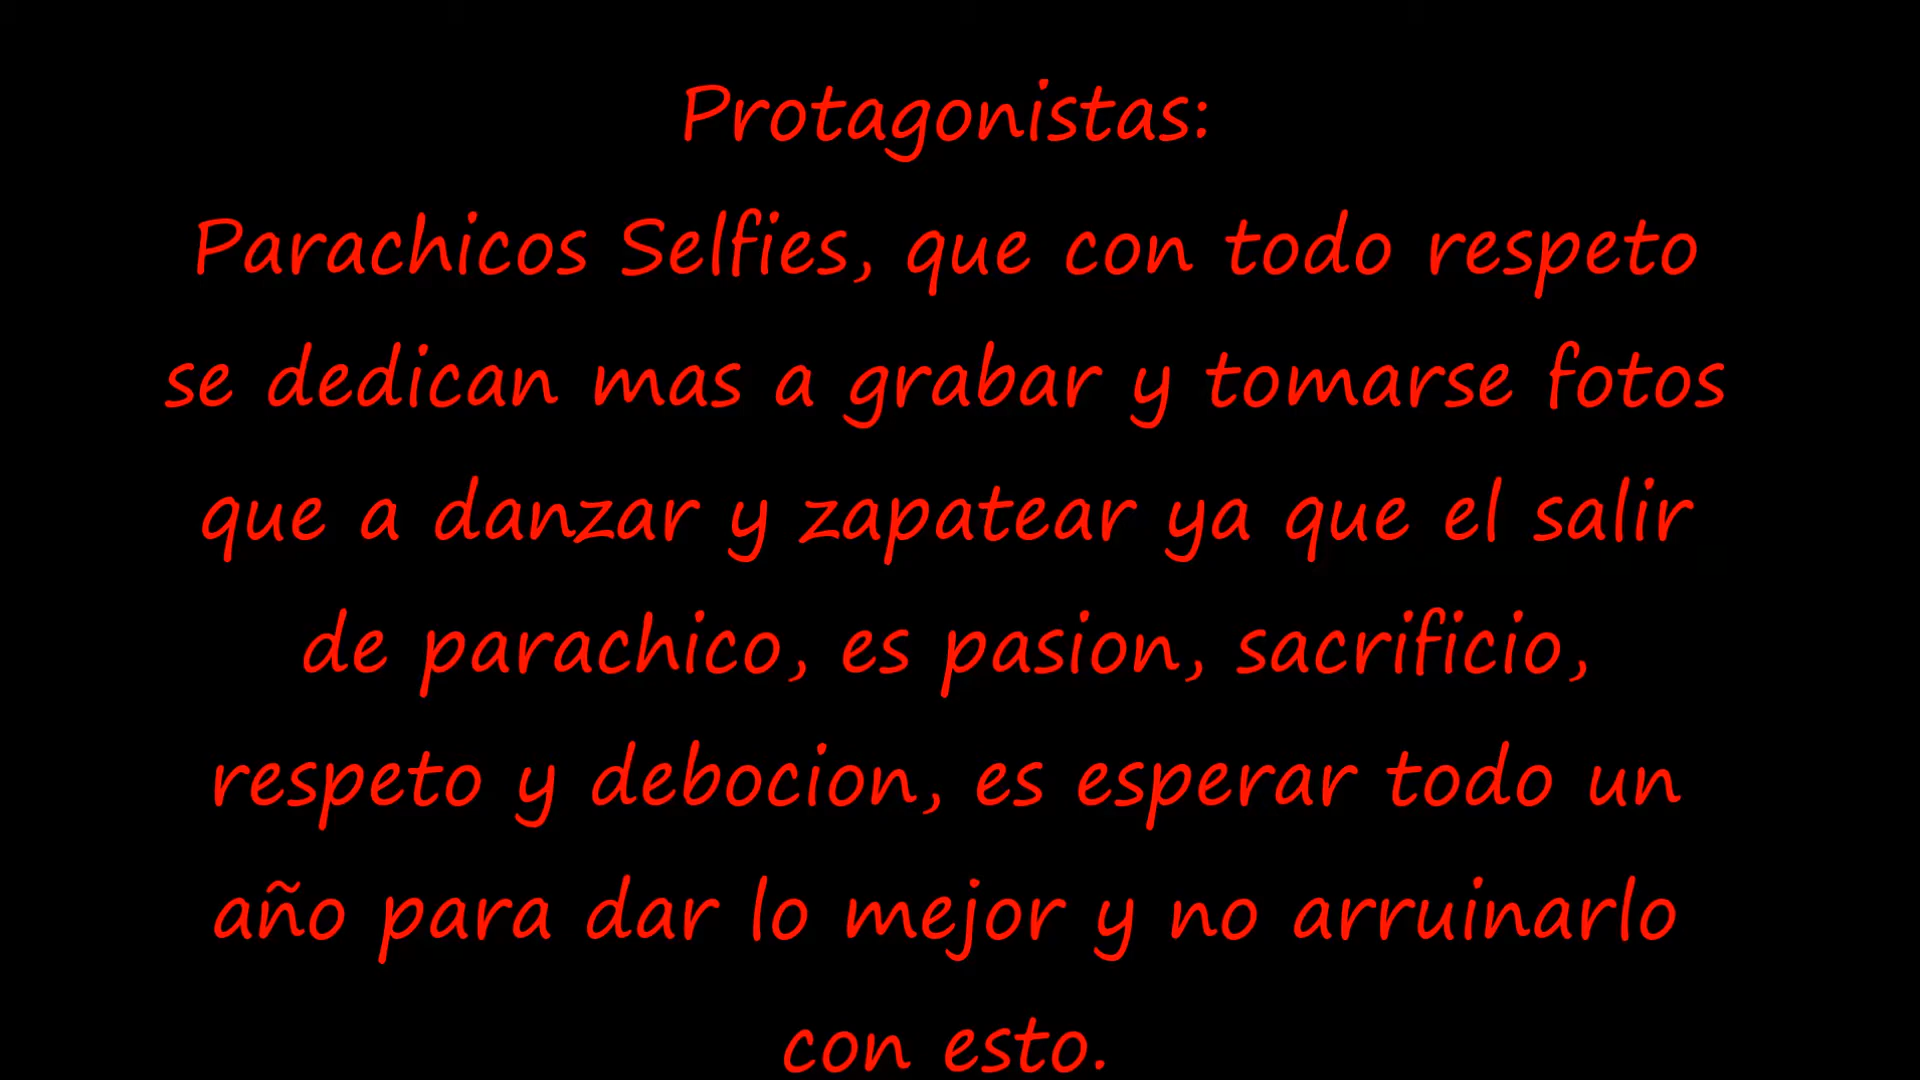 Protagonistas:
Parachicos Selfies, que con todo respeto
se dedican mas a grabar y tomarse fotos
que a danzar y zapatear ya que el salir
de parachico, es pasion, sacrificio,
respeto y debocion, es esperar todo un
año para dar lo mejor y no arruinarlo
con esto.